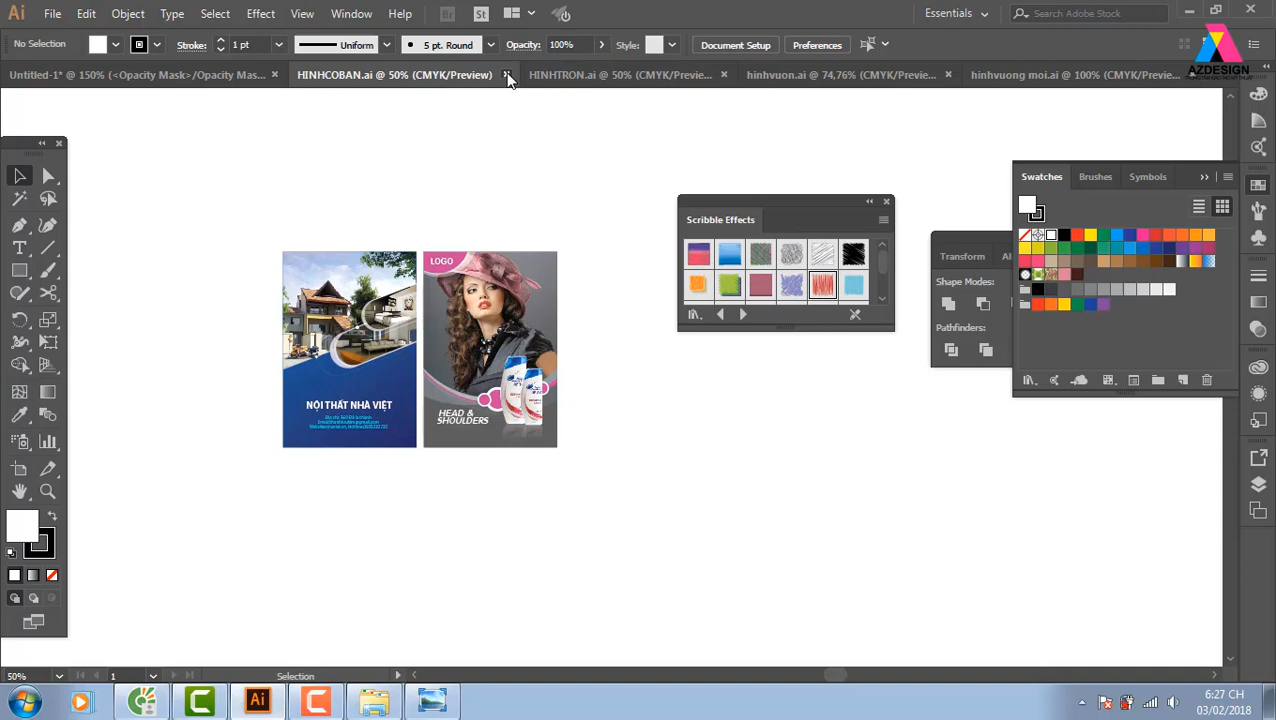 Ai File Edit Object Type Select Effect View Window Help Br St Essentials Search Adobe Stock
No Selection Stroke: 1 pt Uniform 5 pt. Round Opacity: 100% Style: Document Setup Preferences
AZDESIGN
Untitled-1* @ 150% (<Opacity Mask>/Opacity Mas... HINHCOBAN.ai @ 50% (CMYK/Preview) @ 50% (CMYK/Previe... hinhvuon.ai @ 74,76% (CMYK/Previe... hinhvuong moi.ai @ 100% (CMYK/Previe...
Swatches Brushes Symbols
Scribble Effects
Transform
Shape Modes:
Pathfinders:
LOGO
NỘI THẤT NHÀ VIỆT
HEAD &
SHOULDERS
50% 1 Selection
Ai
6:27 CH
03/02/2018